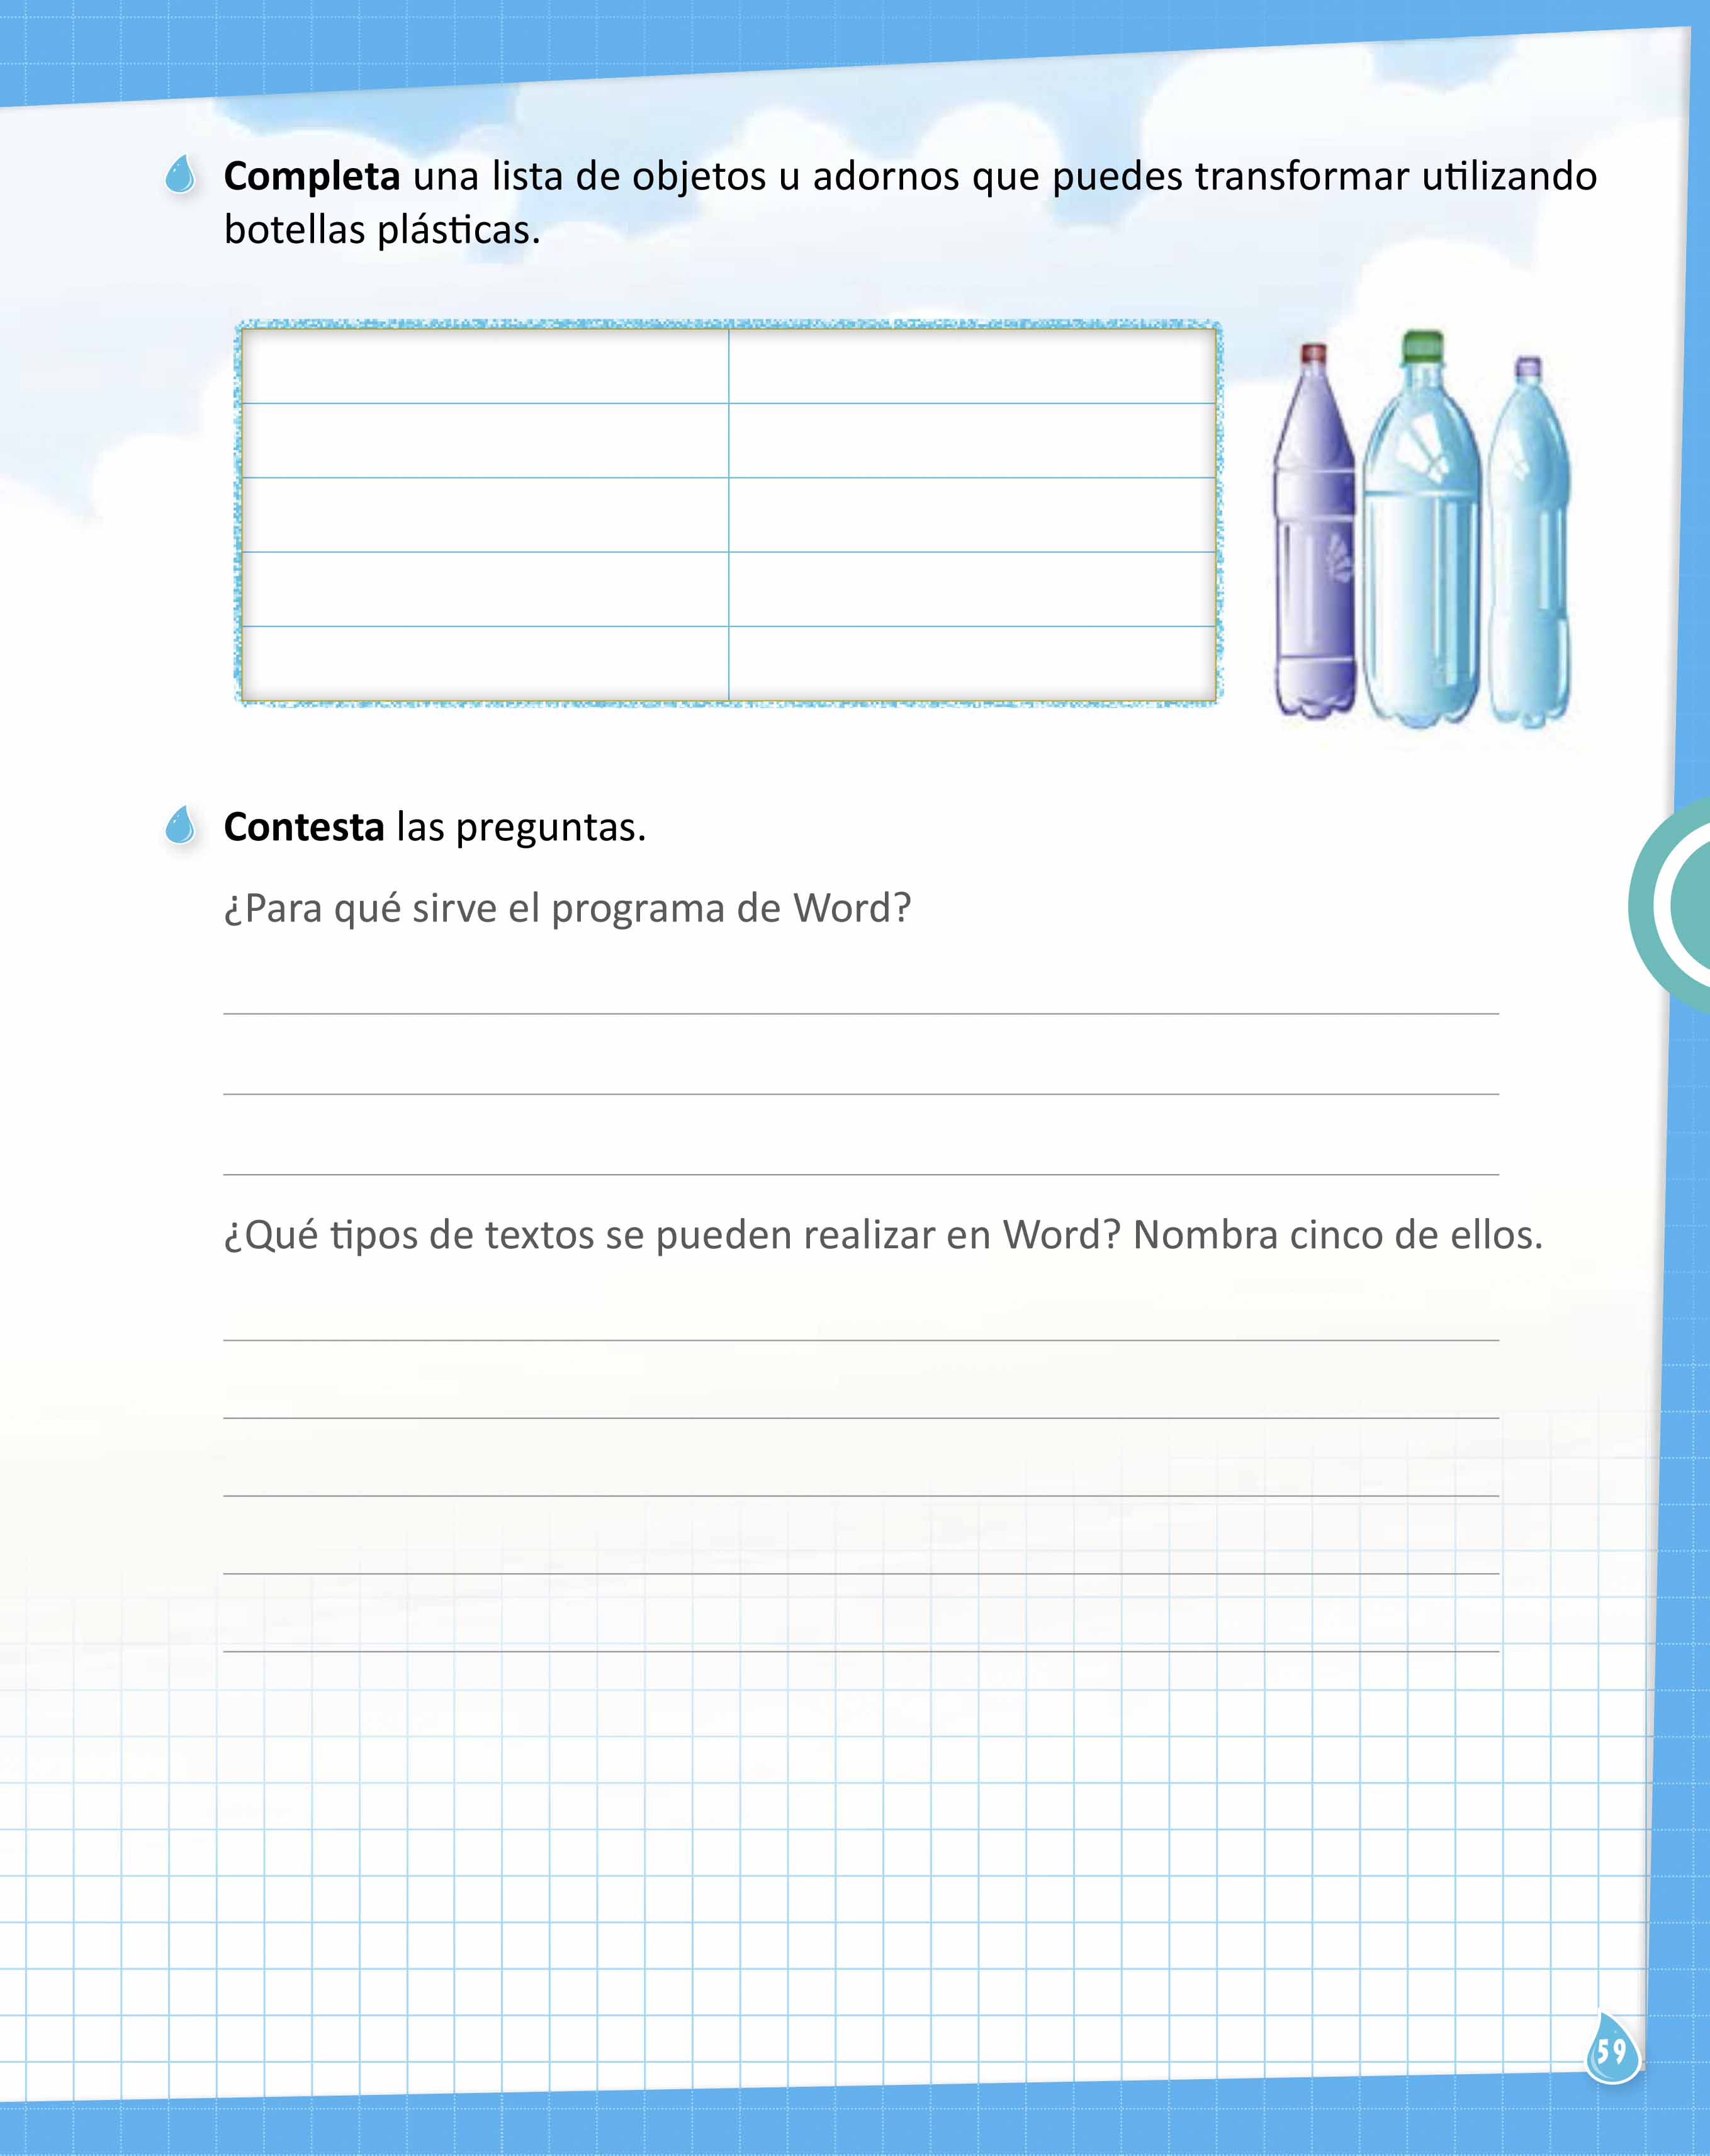 Completa una lista de objetos u adornos que puedes transformar utilizando
botellas plásticas.
Contesta las preguntas.
¿Para qué sirve el programa de Word?
¿Qué tipos de textos se pueden realizar en Word? Nombra cinco de ellos.
59